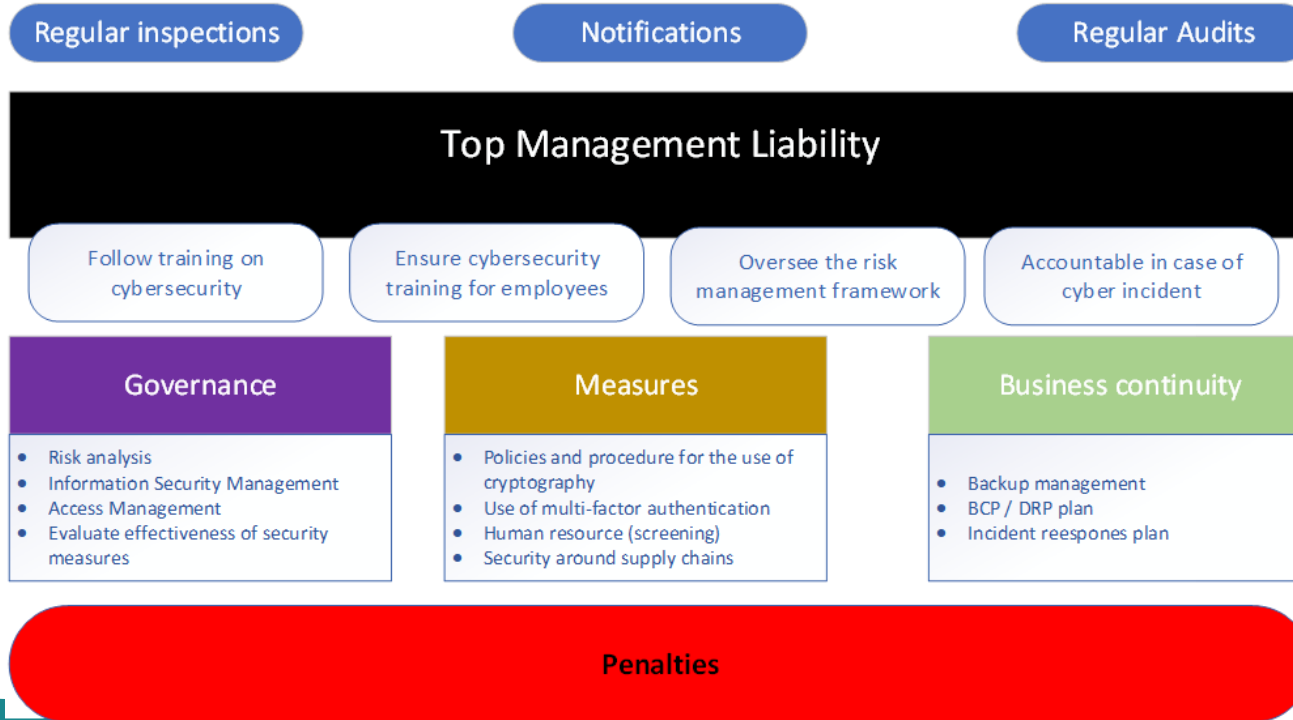 Regular inspections
Notifications
Regular Audits
Top Management Liability
Follow training on
cybersecurity
Ensure cybersecurity
training for employees
Oversee the risk
management framework
Accountable in case of
cyber incident
Governance
• Risk analysis
• Information Security Management
• Access Management
• Evaluate effectiveness of security
measures
Measures
• Policies and procedure for the use of
cryptography
• Use of multi-factor authentication
• Human resource (screening)
• Security around supply chains
Business continuity
• Backup management
• BCP / DRP plan
• Incident reespones plan
Penalties